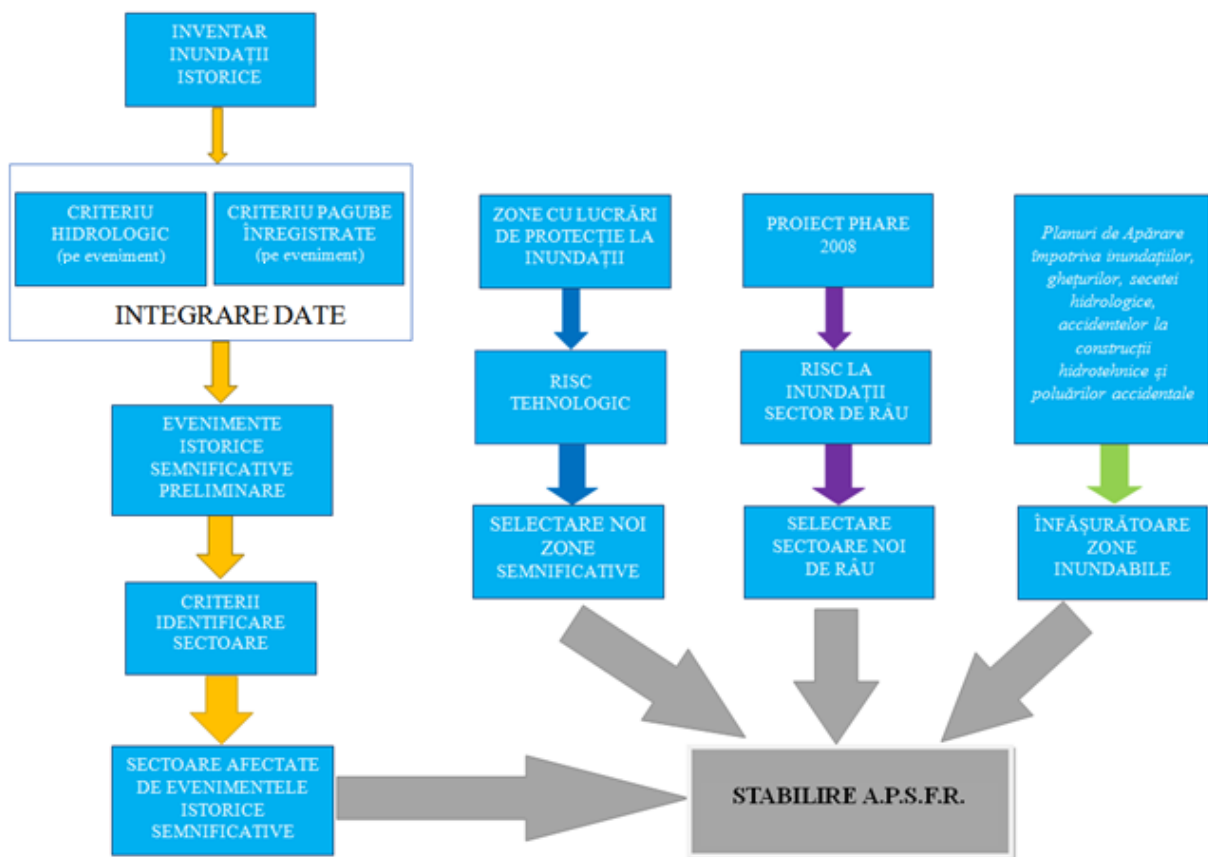 INVENTAR
INUNDAȚII
ISTORICE
CRITERIU
HIDROLOGIC
(pe eveniment)
CRITERIU PAGUBE
ÎNREGISTRATE
(pe eveniment)
INTEGRARE DATE
EVENIMENTE
ISTORICE
SEMNIFICATIVE
PRELIMINARE
CRITERII
IDENTIFICARE
SECTOARE
SECTOARE AFECTATE
DE EVENIMENTELE
ISTORICE
SEMNIFICATIVE
ZONE CU LUCRĂRI
DE PROTECȚIE LA
INUNDAȚII
RISC
TEHNOLOGIC
SELECTARE NOI
ZONE
SEMNIFICATIVE
PROIECT PHARE
2008
RISC LA
INUNDAȚII
SECTOR DE RÂU
SELECTARE
SECTOARE NOI
DE RÂU
Planuri de Apărare
împotriva inundațiilor,
ghețurilor, secetei
hidrologice,
accidentelor la
construcții
hidrotehnice și
poluărilor accidentale
ÎNFĂȘURĂTOARE
ZONE
INUNDABILE
STABILIRE A.P.S.F.R.